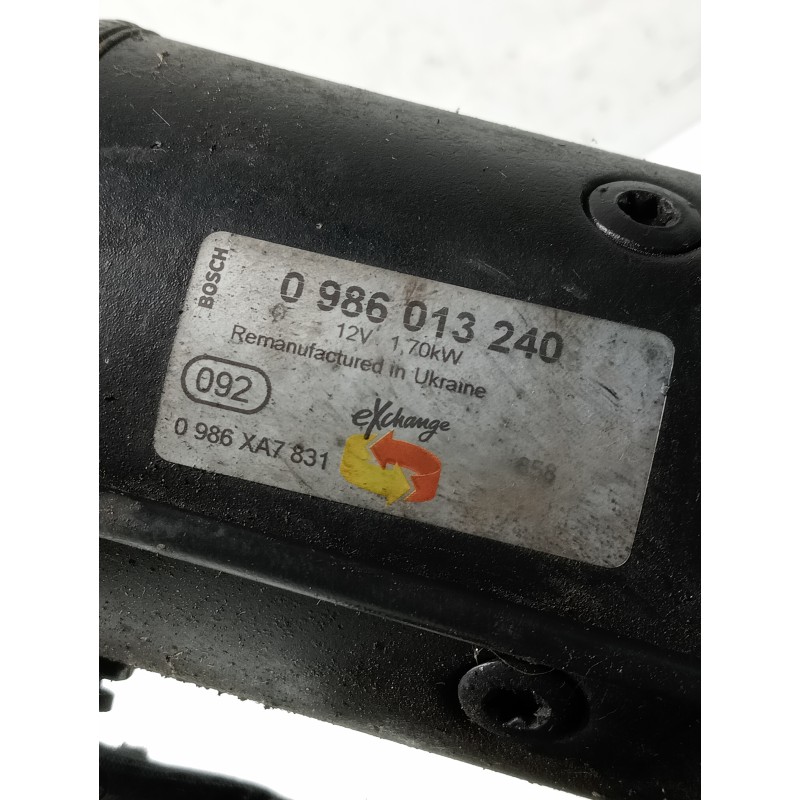 BOSCH
0 986 013 240
12V 1,70kW
Remanufactured in Ukraine
092
eXchange
0 986 XA7 831